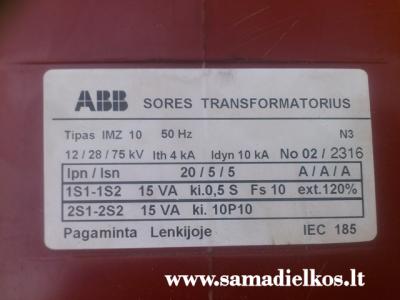 ABB SORES TRANSFORMATORIUS
Tipas IMZ 10 50 Hz N3
12 / 28 / 75 kV Ith 4 kA Idyn 10 kA No 02 / 2316
Ipn / Isn 20 / 5 / 5 A / A / A
1S1-1S2 15 VA ki.0,5 S Fs 10 ext.120%
2S1-2S2 15 VA ki. 10P10
Pagaminta Lenkijoje IEC 185
www.samadielkos.lt